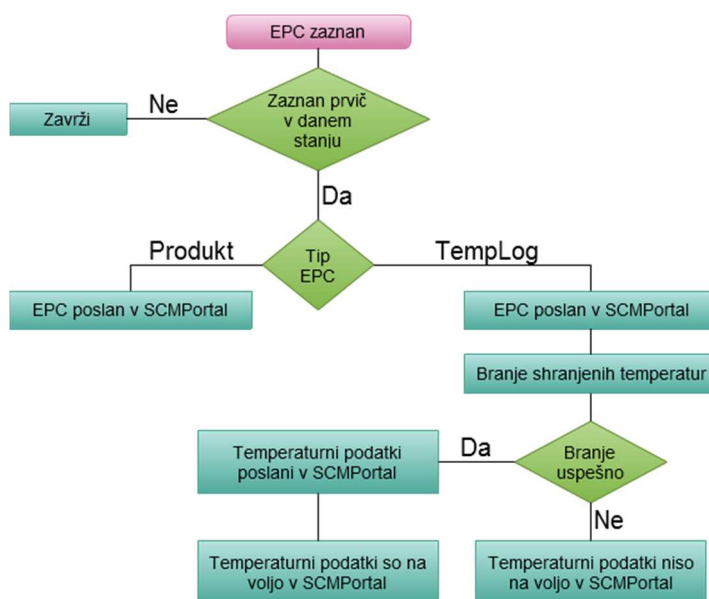 EPC zaznan
Zaznan prvič
v danem
stanju
Ne
Zavrži
Da
Tip
EPC
Produkt
TempLog
EPC poslan v SCMPortal
EPC poslan v SCMPortal
Branje shranjenih temperatur
Branje
uspešno
Da
Temperaturni podatki
poslani v SCMPortal
Ne
Temperaturni podatki so na
voljo v SCMPortal
Temperaturni podatki niso
na voljo v SCMPortal